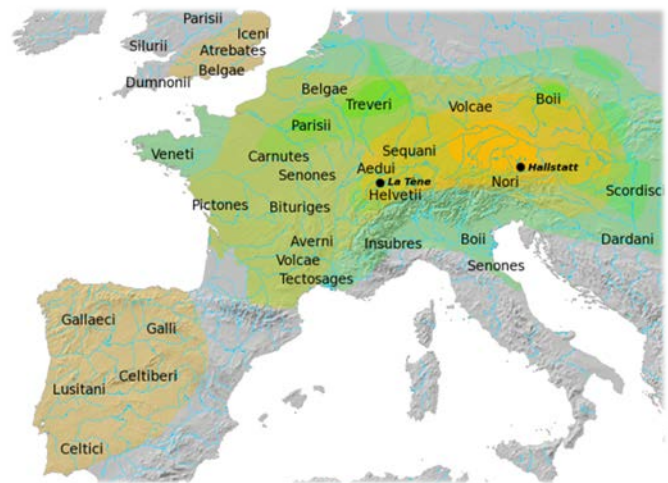 Parisii
Iceni
Silurii
Atrebates
Belgae
Dumnonii
Belgae
Treveri
Volcae
Boii
Parisii
Veneti
Carnutes
Sequani
Senones
Aedui
La Tène
Hallstatt
Helvetii
Nori
Scordisci
Pictones
Bituriges
Averni
Insubres
Boii
Dardani
Volcae
Tectosages
Senones
Gallaeci
Galli
Celtiberi
Lusitani
Celtici